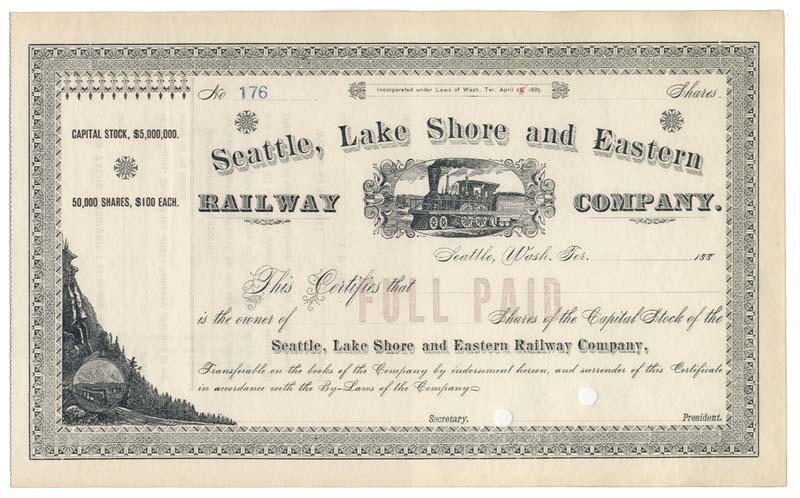 No 176
Incorporated under Laws of Wash. Ter. April 1885.
Shares.
CAPITAL STOCK, $5,000,000.
50,000 SHARES, $100 EACH.
Seattle, Lake Shore and Eastern
RAILWAY COMPANY.
Seattle, Wash. Ter. 188
This Certifies that
FULL PAID
is the owner of Shares of the Capital Stock of the
Seattle, Lake Shore and Eastern Railway Company,
Transferable on the books of the Company by indorsement hereon, and surrender of this Certificate
in accordance with the By-Laws of the Company
Secretary. President.